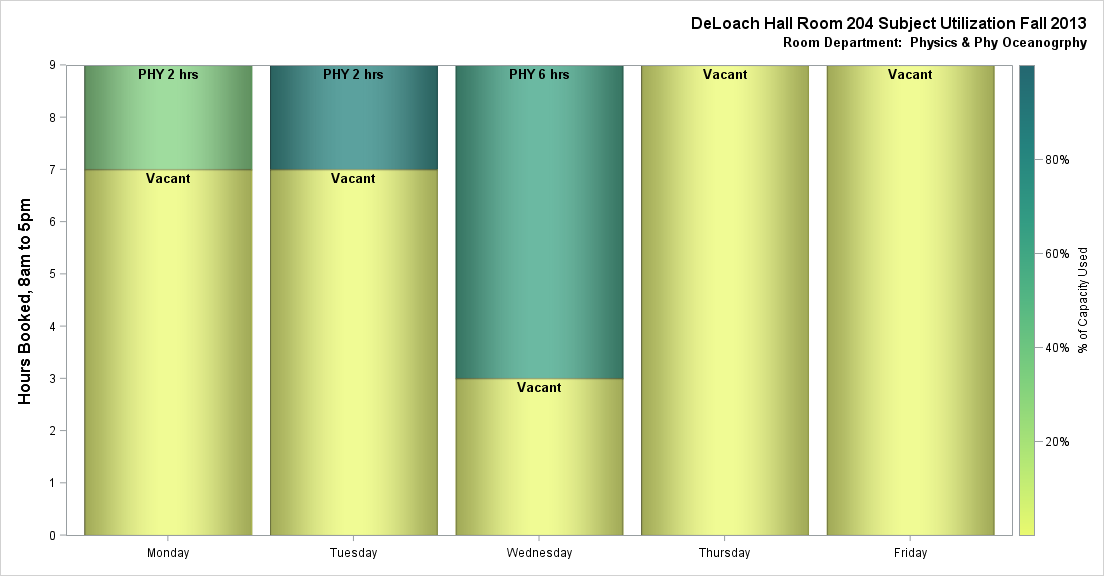 DeLoach Hall Room 204 Subject Utilization Fall 2013
Room Department:  Physics & Phy Oceanogrphy
Hours Booked, 8am to 5pm
9
8
7
6
5
4
3
2
1
0
PHY 2 hrs
Vacant
PHY 2 hrs
Vacant
PHY 6 hrs
Vacant
Vacant
Vacant
Monday
Tuesday
Wednesday
Thursday
Friday
80%
60%
40%
20%
% of Capacity Used